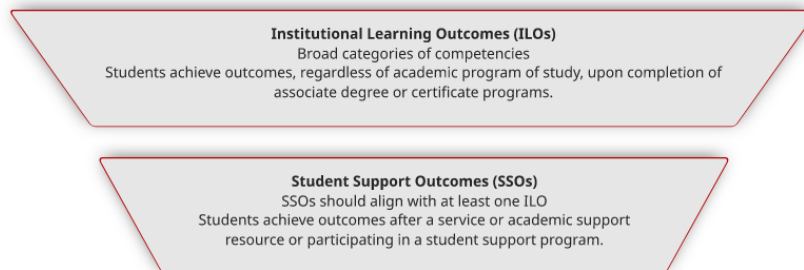 Institutional Learning Outcomes (ILOs)
Broad categories of competencies
Students achieve outcomes, regardless of academic program of study, upon completion of
associate degree or certificate programs.
Student Support Outcomes (SSOs)
SSOs should align with at least one ILO
Students achieve outcomes after a service or academic support
resource or participating in a student support program.